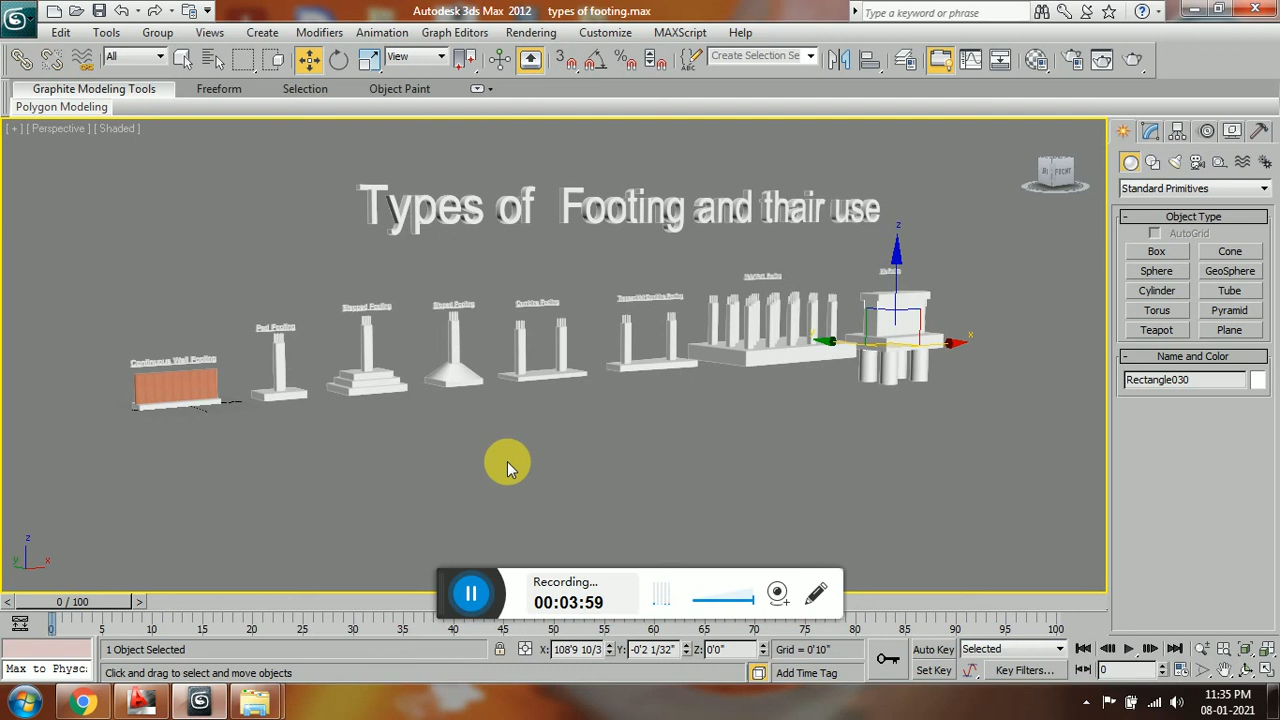 Autodesk 3ds Max 2012 types of footing.max
Type a keyword or phrase
Edit Tools Group Views Create Modifiers Animation Graph Editors Rendering Customize MAXScript Help
All View 3 Create Selection Se
Graphite Modeling Tools Freeform Selection Object Paint
Polygon Modeling
[ + ] [ Perspective ] [ Shaded ]
FRONT
Standard Primitives
Types of Footing and thair use
- Object Type
AutoGrid
Box Cone
Sphere GeoSphere
Cylinder Tube
Torus Pyramid
Teapot Plane
- Name and Color
Rectangle030
Continuous Wall Footing
Pad Footing
Stepped Footing
Sloped Footing
z
x
y
z
y x
Recording...
00:03:59
< 0 / 100 >
0 5 10 15 20 25 30 35 40 45 50 55 60 65 70 75 80 85 90 95 100
1 Object Selected X: 108'9 10/3 Y: -0'2 1/32" Z: 0'0" Grid = 0'10" Auto Key Selected
Max to Physc Click and drag to select and move objects Add Time Tag Set Key Key Filters... 0
11:35 PM
08-01-2021